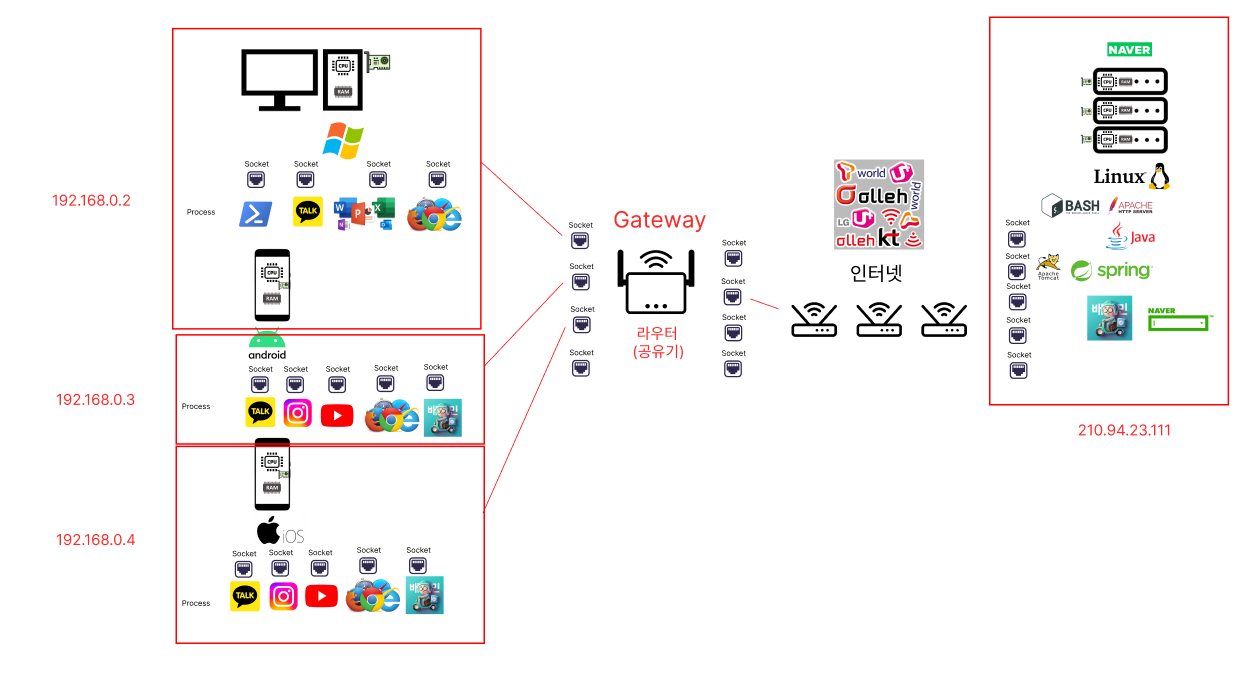 192.168.0.2
CPU
RAM
Socket
Socket
Socket
Socket
Process
TALK
W
P
X
CPU
RAM
192.168.0.3
android
Socket
Socket
Socket
Socket
Socket
Process
TALK
192.168.0.4
CPU
RAM
iOS
Socket
Socket
Socket
Socket
Socket
Process
TALK
Socket
Socket
Socket
Socket
Gateway
라우터
(공유기)
Socket
Socket
Socket
Socket
T world
U+
olleh
world
LG U+
olleh kt
인터넷
NAVER
CPU RAM
CPU RAM
CPU RAM
Linux
BASH
THE BOURNE-AGAIN SHELL
APACHE
HTTP SERVER
Java
Apache
Tomcat
spring
Socket
Socket
Socket
Socket
Socket
NAVER
210.94.23.111